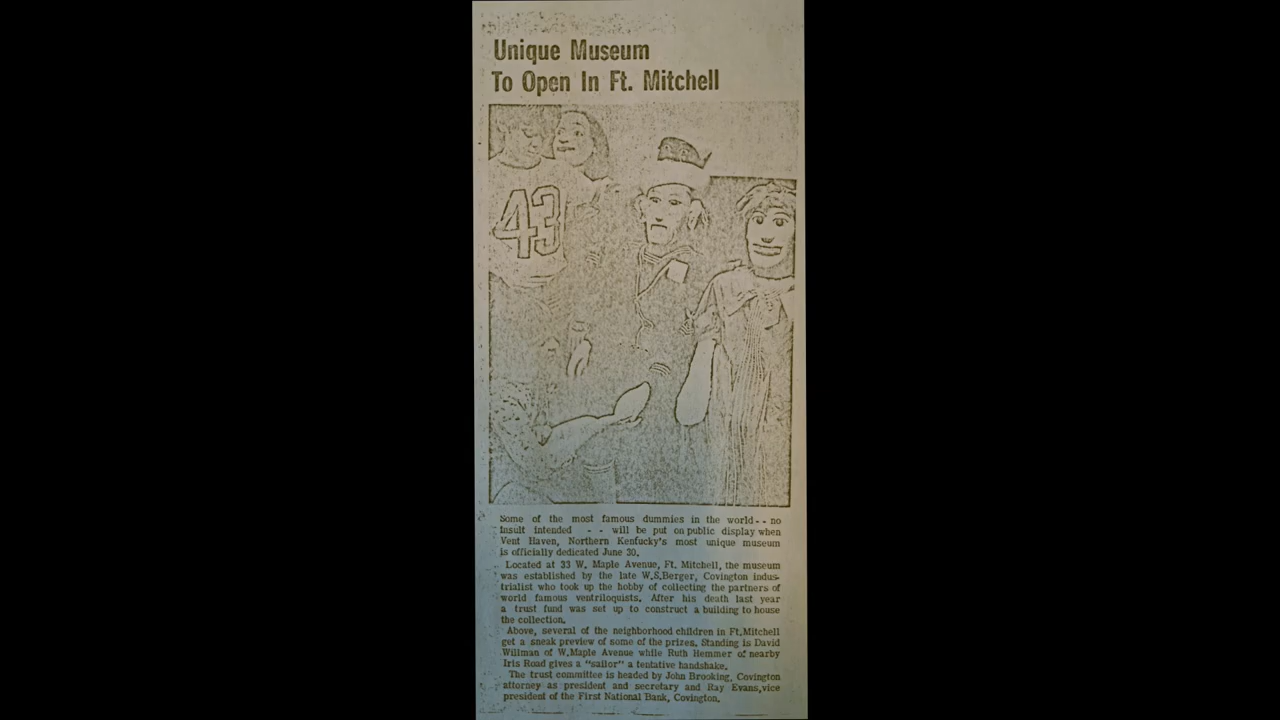 Unique Museum
To Open In Ft. Mitchell
43
Some of the most famous dummies in the world-- no
insult intended -- will be put on public display when
Vent Haven, Northern Kenfucky's most unique museum
is officially dedicated June 30.
Located at 33 W. Maple Avenue, Ft. Mitchell, the museum
was established by the late W.S.Berger, Covington indus-
trialist who took up the hobby of collecting the partners of
world famous ventriloquists. After his death last year
a trust fund was set up to construct a building to house
the collection.
Above, several of the neighborhood children in Ft.Mitchell
get a sneak preview of some of the prizes. Standing is David
Willman of W.Maple Avenue while Ruth Hemmer of nearby
Iris Road gives a "sailor" a tentative handshake.
The trust committee is headed by John Brooking, Covington
attorney as president and secretary and Ray Evans,vice
president of the First National Bank, Covington.